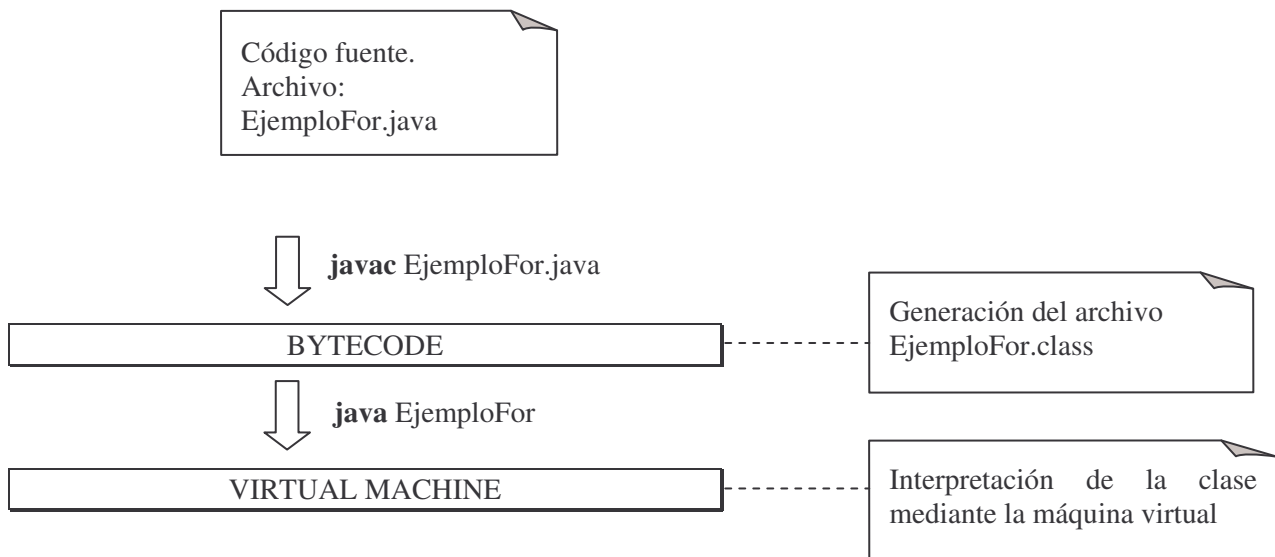 Código fuente.
Archivo:
EjemploFor.java
javac EjemploFor.java
BYTECODE
Generación del archivo
EjemploFor.class
java EjemploFor
VIRTUAL MACHINE
Interpretación de la clase
mediante la máquina virtual